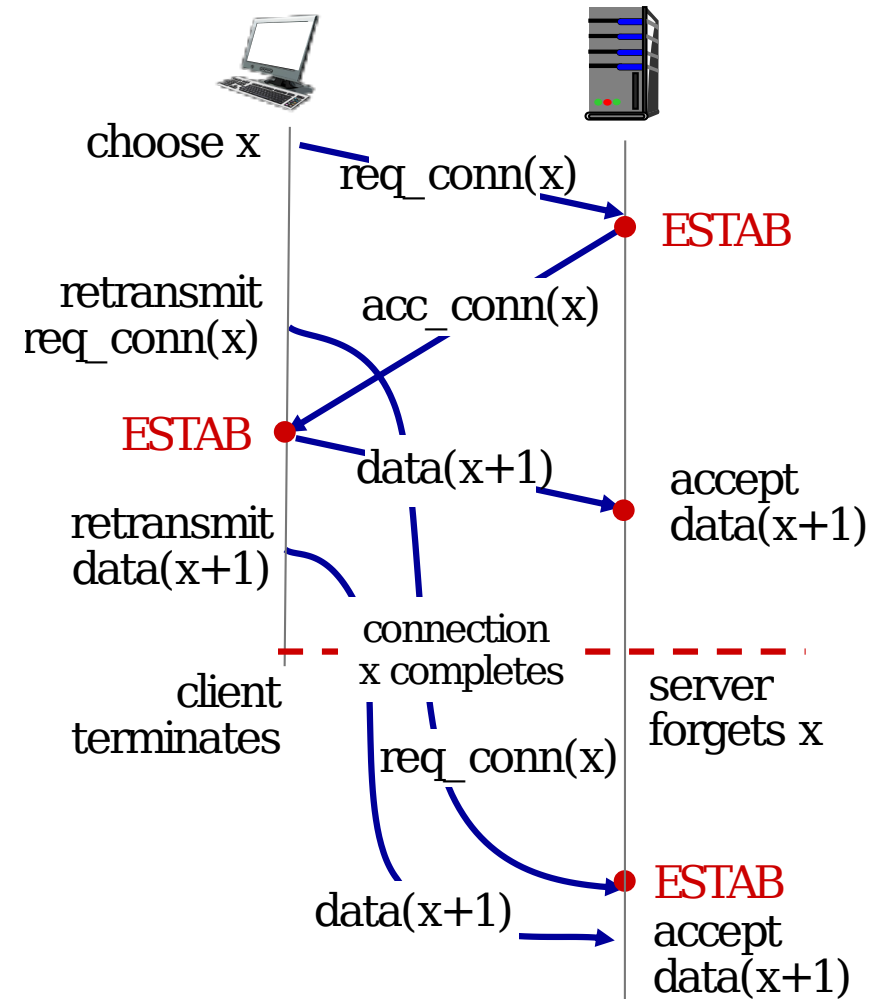 choose x
req_conn(x)
ESTAB
retransmit
req_conn(x)
acc_conn(x)
ESTAB
data(x+1)
accept
data(x+1)
retransmit
data(x+1)
connection
x completes
client
terminates
server
forgets x
req_conn(x)
ESTAB
data(x+1)
accept
data(x+1)